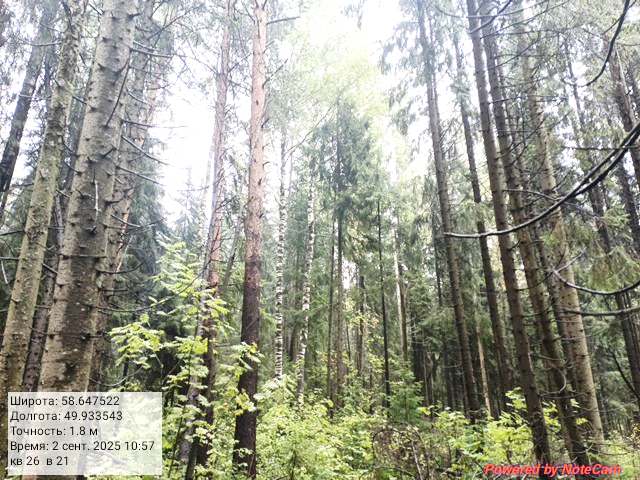 Широта: 58.647522
Долгота: 49.933543
Точность: 1.8 м
Время: 2 сент. 2025 10:57
кв 26 в 21
Powered by NoteCam